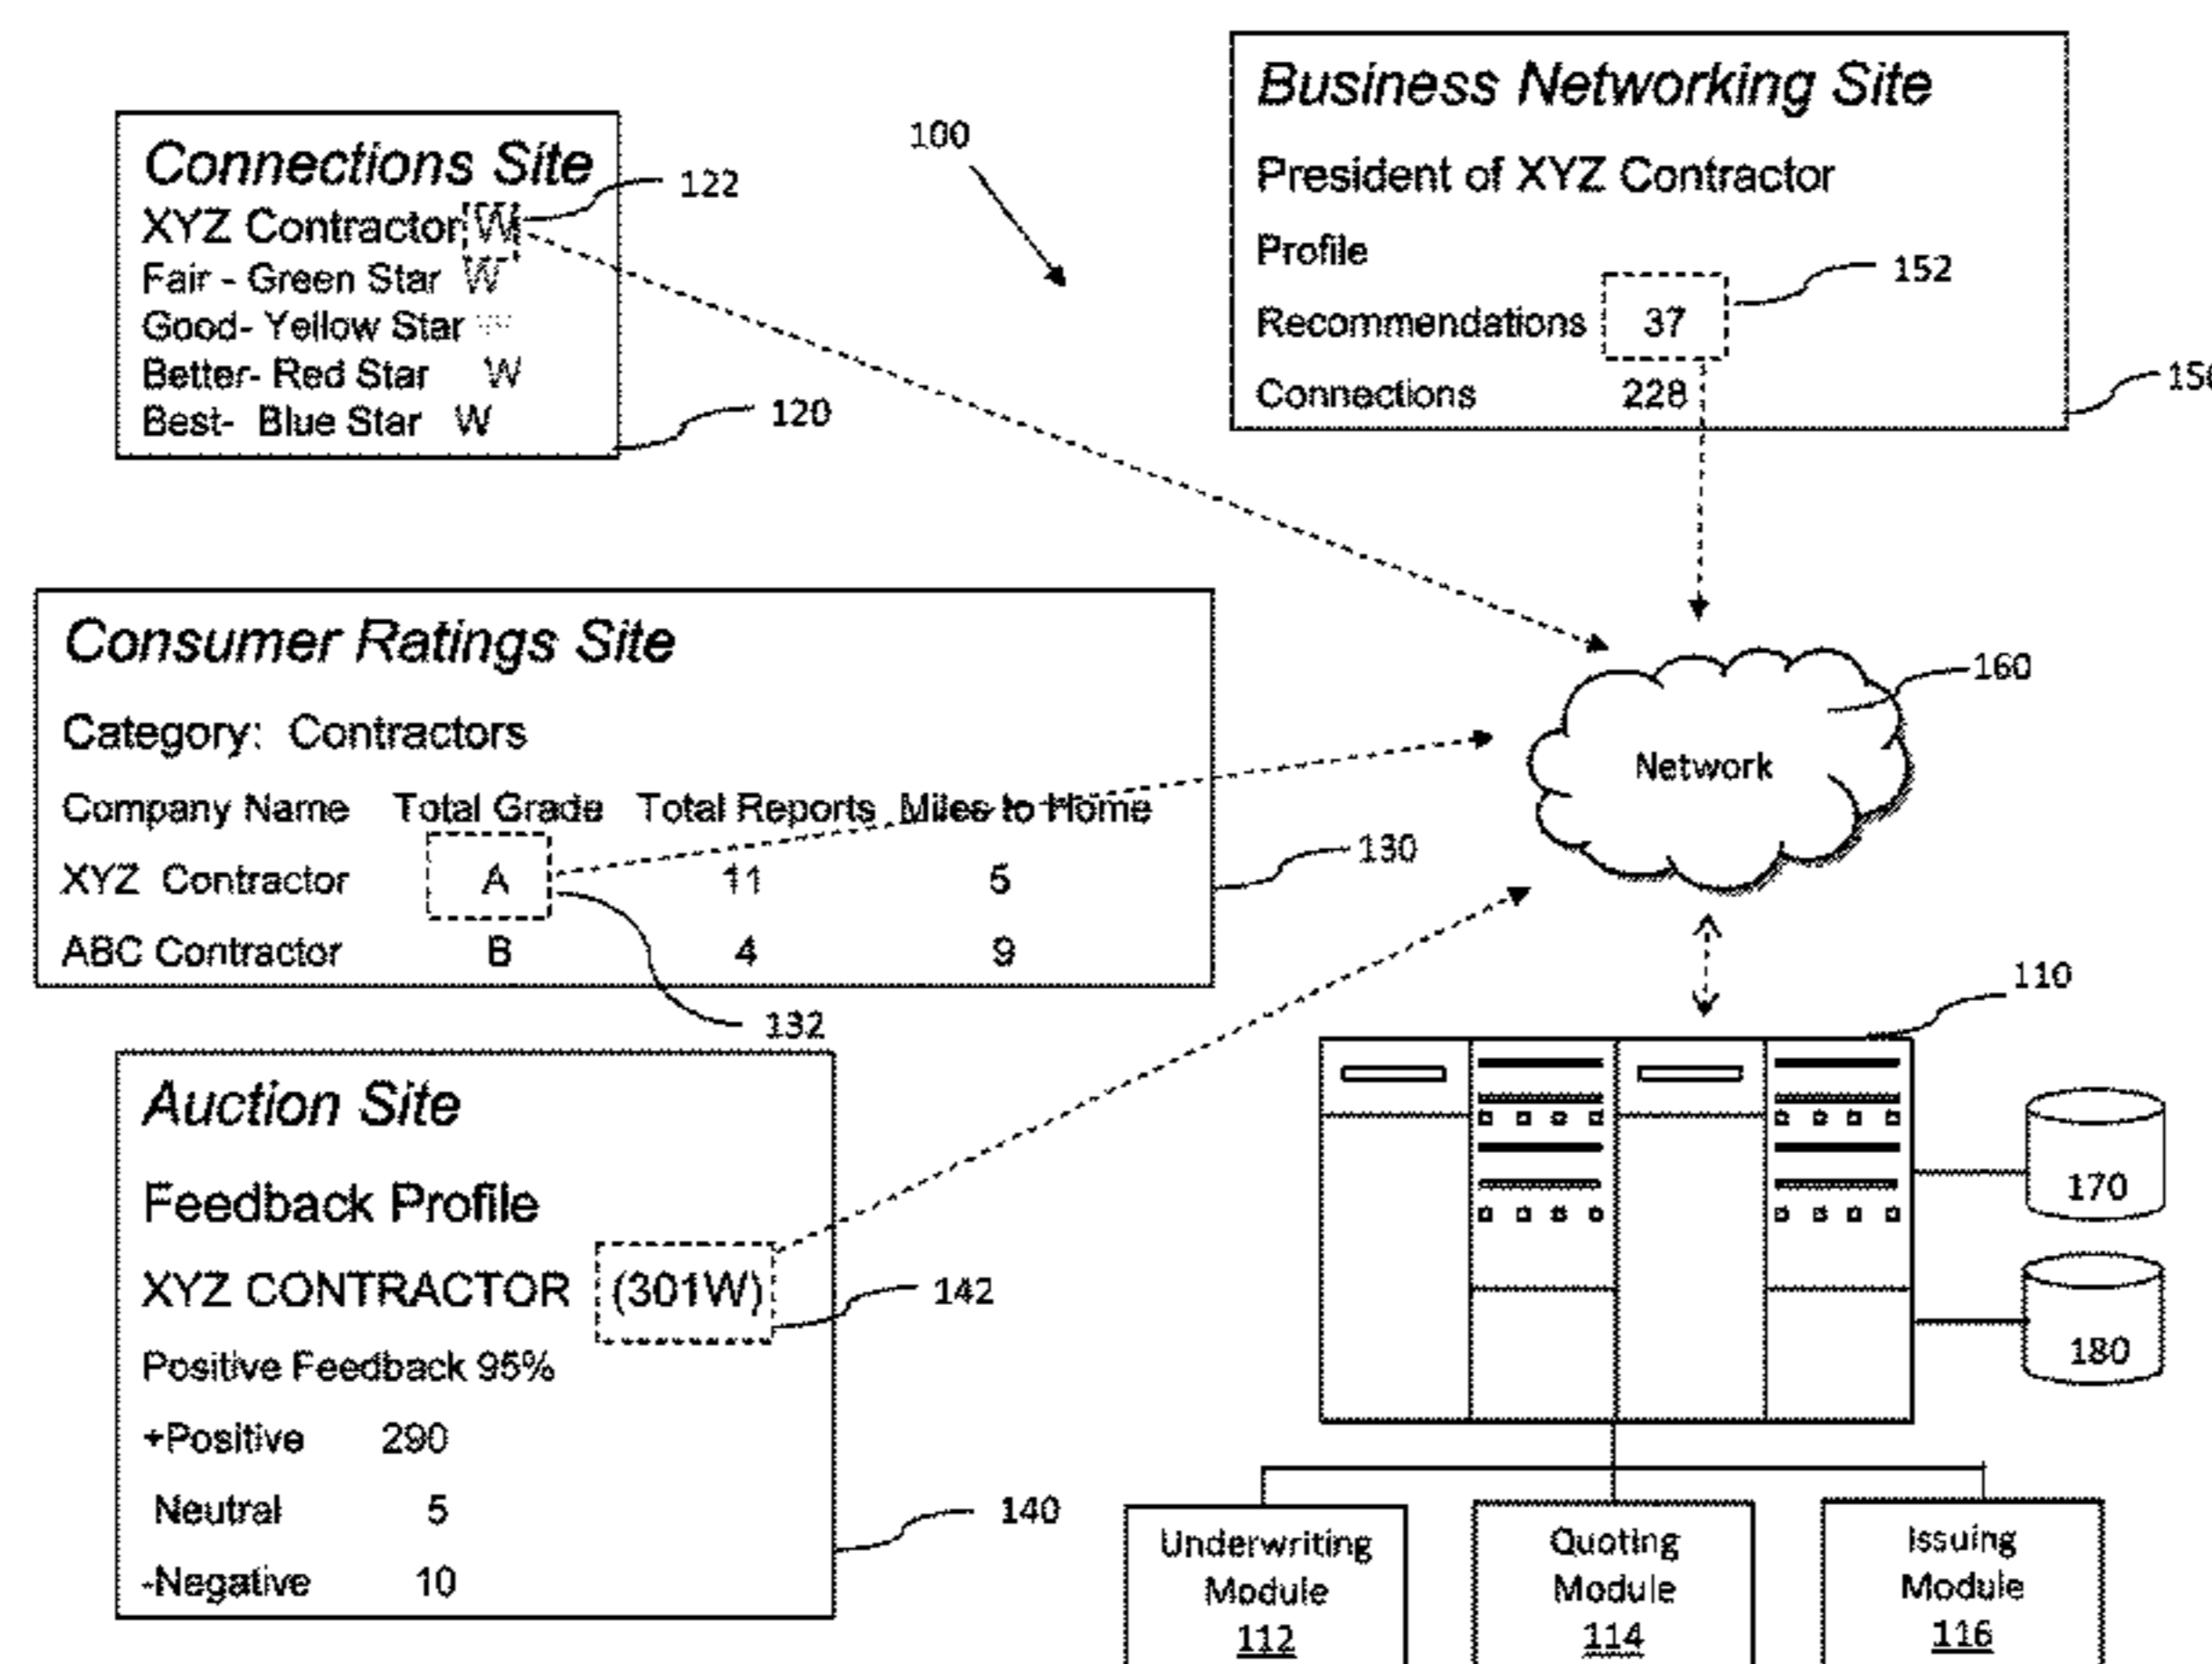 Connections Site
XYZ Contractor W
Fair - Green Star W
Good- Yellow Star
Better- Red Star W
Best- Blue Star W
122
120
100
Business Networking Site
President of XYZ Contractor
Profile
Recommendations 37
Connections 228
152
Consumer Ratings Site
Category: Contractors
Company Name Total Grade Total Reports Miles to Home
XYZ Contractor A 11 5
ABC Contractor B 4 9
130
132
160
Network
110
Auction Site
Feedback Profile
XYZ CONTRACTOR (301W)
Positive Feedback 95%
+Positive 290
Neutral 5
-Negative 10
142
140
170
180
Underwriting
Module
112
Quoting
Module
114
Issuing
Module
116